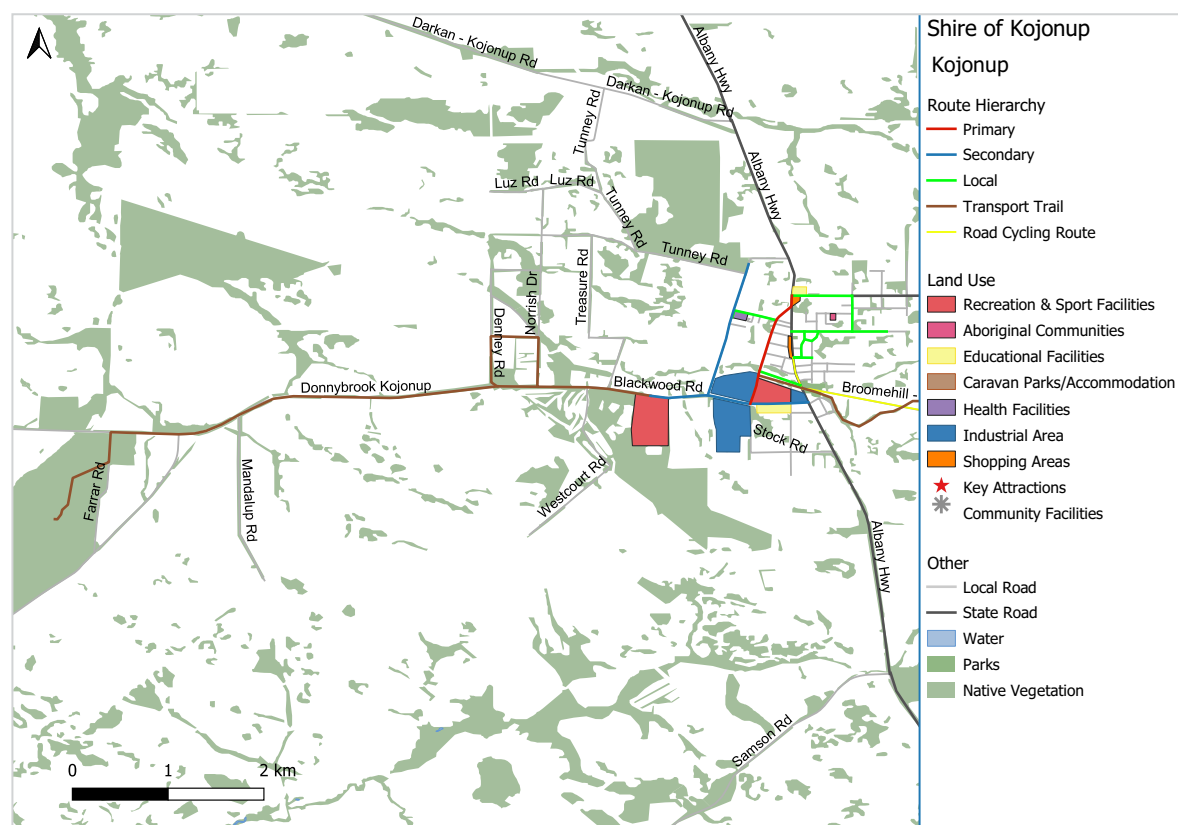 Shire of Kojonup
Kojonup
Route Hierarchy
Primary
Secondary
Local
Transport Trail
Road Cycling Route
Land Use
Recreation & Sport Facilities
Aboriginal Communities
Educational Facilities
Caravan Parks/Accommodation
Health Facilities
Industrial Area
Shopping Areas
Key Attractions
Community Facilities
Other
Local Road
State Road
Water
Parks
Native Vegetation
Darkan - Kojonup Rd
Albany Hwy
Darkan - Kojonup Rd
Tunney Rd
Albany Hwy
Luz Rd
Luz Rd
Tunney Rd
Tunney Rd
Treasure Rd
Norrish Dr
Denney Rd
Donnybrook Kojonup
Blackwood Rd
Broomehill -
Stock Rd
Westcourt Rd
Mandalup Rd
Farrar Rd
Albany Hwy
Samson Rd
0 1 2 km